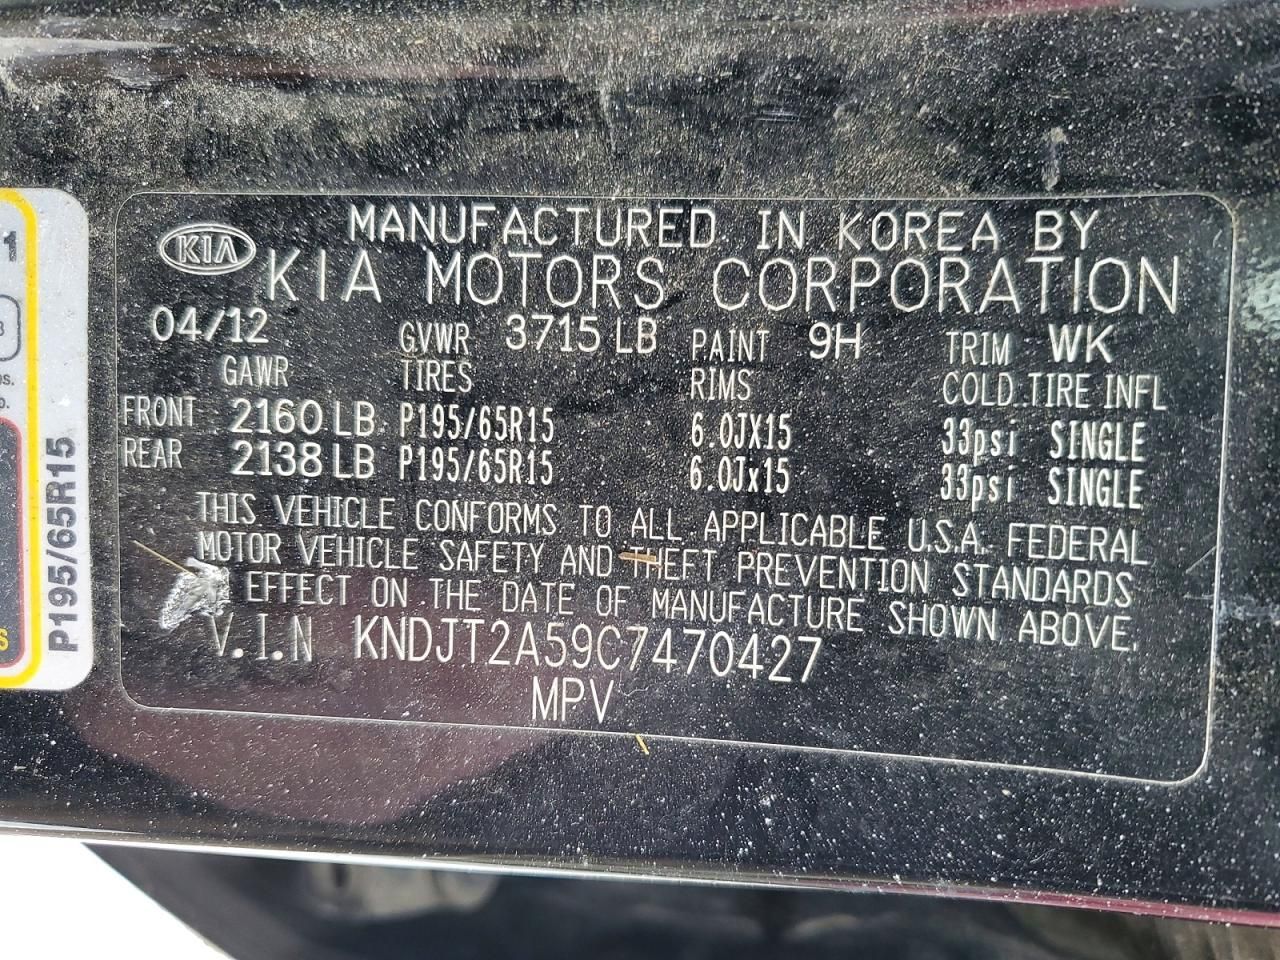 MANUFACTURED IN KOREA BY
KIA KIA MOTORS CORPORATION
04/12 GVWR 3715 LB PAINT 9H TRIM WK
GAWR TIRES RIMS COLD TIRE INFL
FRONT 2160 LB P195/65R15 6.0JX15 33psi SINGLE
REAR 2138 LB P195/65R15 6.0Jx15 33psi SINGLE
THIS VEHICLE CONFORMS TO ALL APPLICABLE U.S.A. FEDERAL
MOTOR VEHICLE SAFETY AND THEFT PREVENTION STANDARDS
EFFECT ON THE DATE OF MANUFACTURE SHOWN ABOVE.
V.I.N KNDJT2A59C7470427
MPV
P195/65R15
1